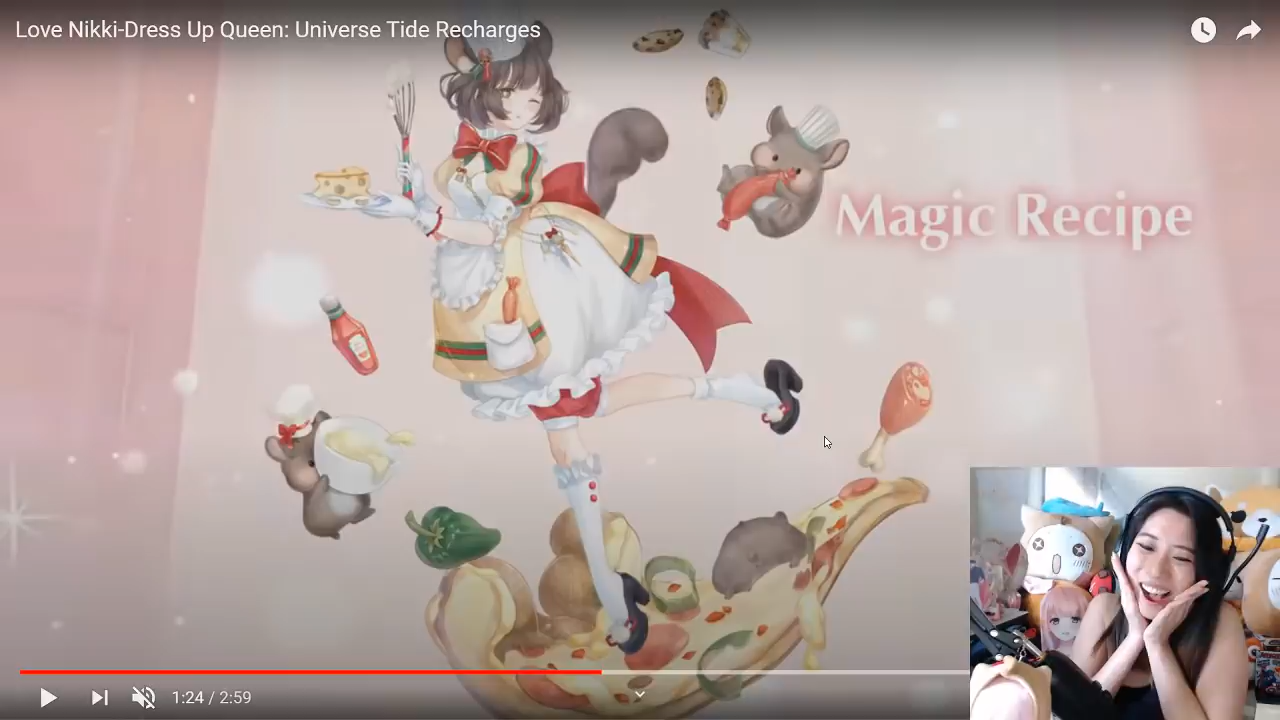 Love Nikki-Dress Up Queen: Universe Tide Recharges
Magic Recipe
1:24 / 2:59